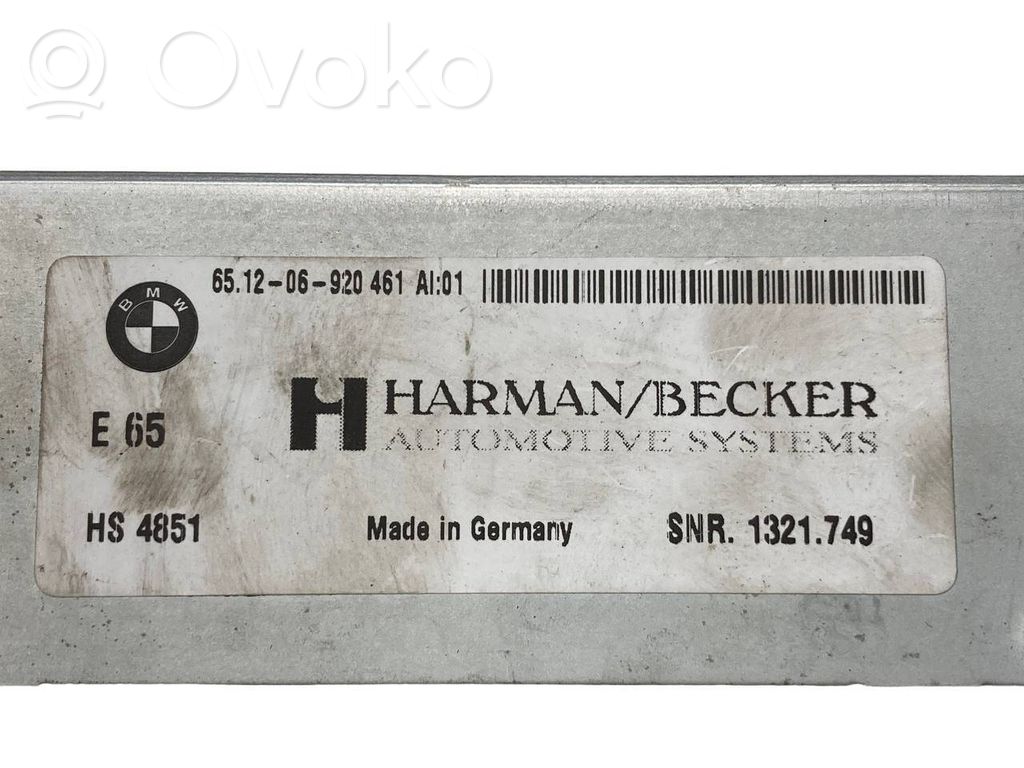 Ovoko
65.12-06-920 461 AI:01
BMW
HARMAN/BECKER
AUTOMOTIVE SYSTEMS
E 65
HS 4851 Made in Germany SNR. 1321.749